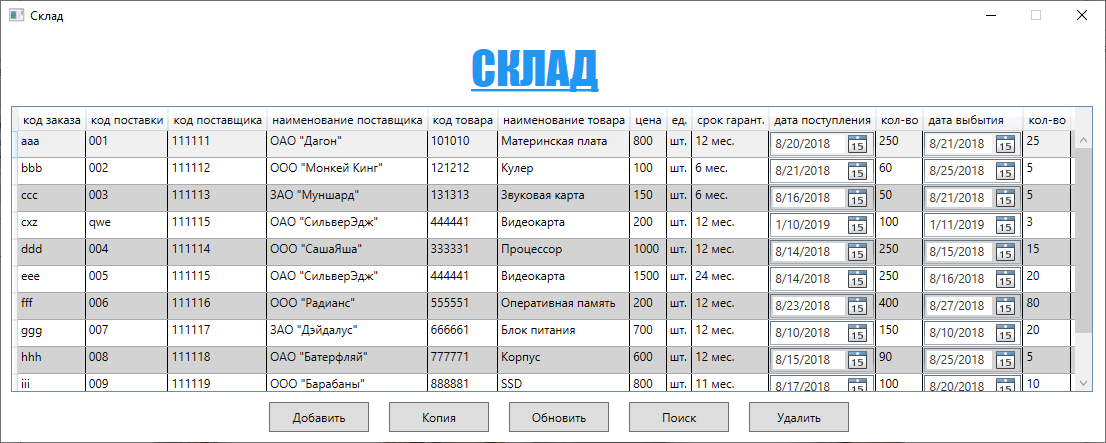 Склад
СКЛАД
код заказа код поставки код поставщика наименование поставщика код товара наименование товара цена ед. срок гарант. дата поступления кол-во дата выбытия кол-во
aaa 001 111111 ОАО "Дагон" 101010 Материнская плата 800 шт. 12 мес. 8/20/2018 15 250 8/21/2018 15 25
bbb 002 111112 ООО "Монкей Кинг" 121212 Кулер 100 шт. 6 мес. 8/21/2018 15 60 8/25/2018 15 5
ccc 003 111113 ЗАО "Муншард" 131313 Звуковая карта 150 шт. 6 мес. 8/16/2018 15 50 8/21/2018 15 5
cxz qwe 111115 ОАО "СильверЭдж" 444441 Видеокарта 200 шт. 12 мес. 1/10/2019 15 100 1/11/2019 15 3
ddd 004 111114 ООО "СашаЯша" 333331 Процессор 1000 шт. 12 мес. 8/14/2018 15 250 8/15/2018 15 15
eee 005 111115 ОАО "СильверЭдж" 444441 Видеокарта 1500 шт. 24 мес. 8/14/2018 15 250 8/16/2018 15 20
fff 006 111116 ООО "Радианс" 555551 Оперативная память 200 шт. 12 мес. 8/23/2018 15 400 8/27/2018 15 80
ggg 007 111117 ЗАО "Дэйдалус" 666661 Блок питания 700 шт. 12 мес. 8/10/2018 15 150 8/10/2018 15 20
hhh 008 111118 ОАО "Батерфляй" 777771 Корпус 600 шт. 12 мес. 8/15/2018 15 90 8/25/2018 15 5
iii 009 111119 ООО "Барабаны" 888881 SSD 800 шт. 11 мес. 8/17/2018 15 100 8/20/2018 15 10
Добавить Копия Обновить Поиск Удалить